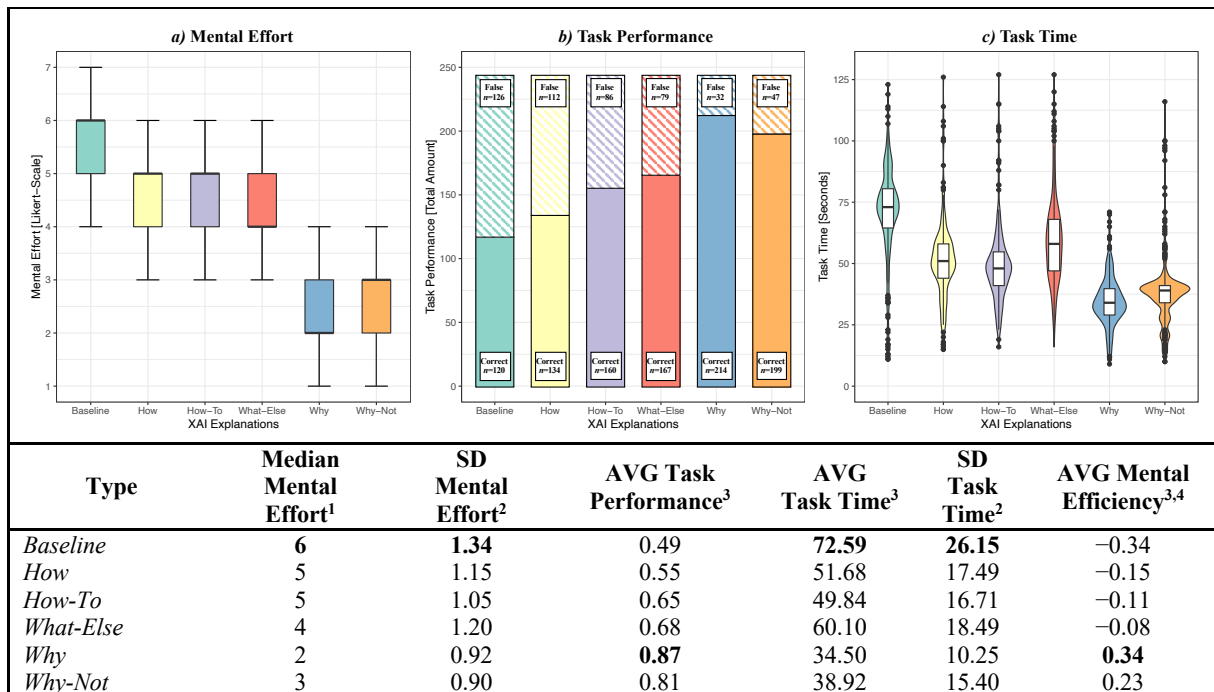 a) Mental Effort
7
6
5
4
3
2
1
Mental Effort [Likert−Scale]
Baseline How How−To What−Else Why Why−Not
XAI Explanations
b) Task Performance
250
200
150
100
50
0
Task Performance [Total Amount]
False n=126
False n=112
False n=86
False n=79
False n=32
False n=47
Correct n=120
Correct n=134
Correct n=160
Correct n=167
Correct n=214
Correct n=199
Baseline How How−To What−Else Why Why−Not
XAI Explanations
c) Task Time
125
100
75
50
25
0
Task Time [Seconds]
Baseline How How−To What−Else Why Why−Not
XAI Explanations
Type Median Mental Effort¹ SD Mental Effort² AVG Task Performance³ AVG Task Time³ SD Task Time² AVG Mental Efficiency³,⁴
Baseline 6 1.34 0.49 72.59 26.15 −0.34
How 5 1.15 0.55 51.68 17.49 −0.15
How-To 5 1.05 0.65 49.84 16.71 −0.11
What-Else 4 1.20 0.68 60.10 18.49 −0.08
Why 2 0.92 0.87 34.50 10.25 0.34
Why-Not 3 0.90 0.81 38.92 15.40 0.23